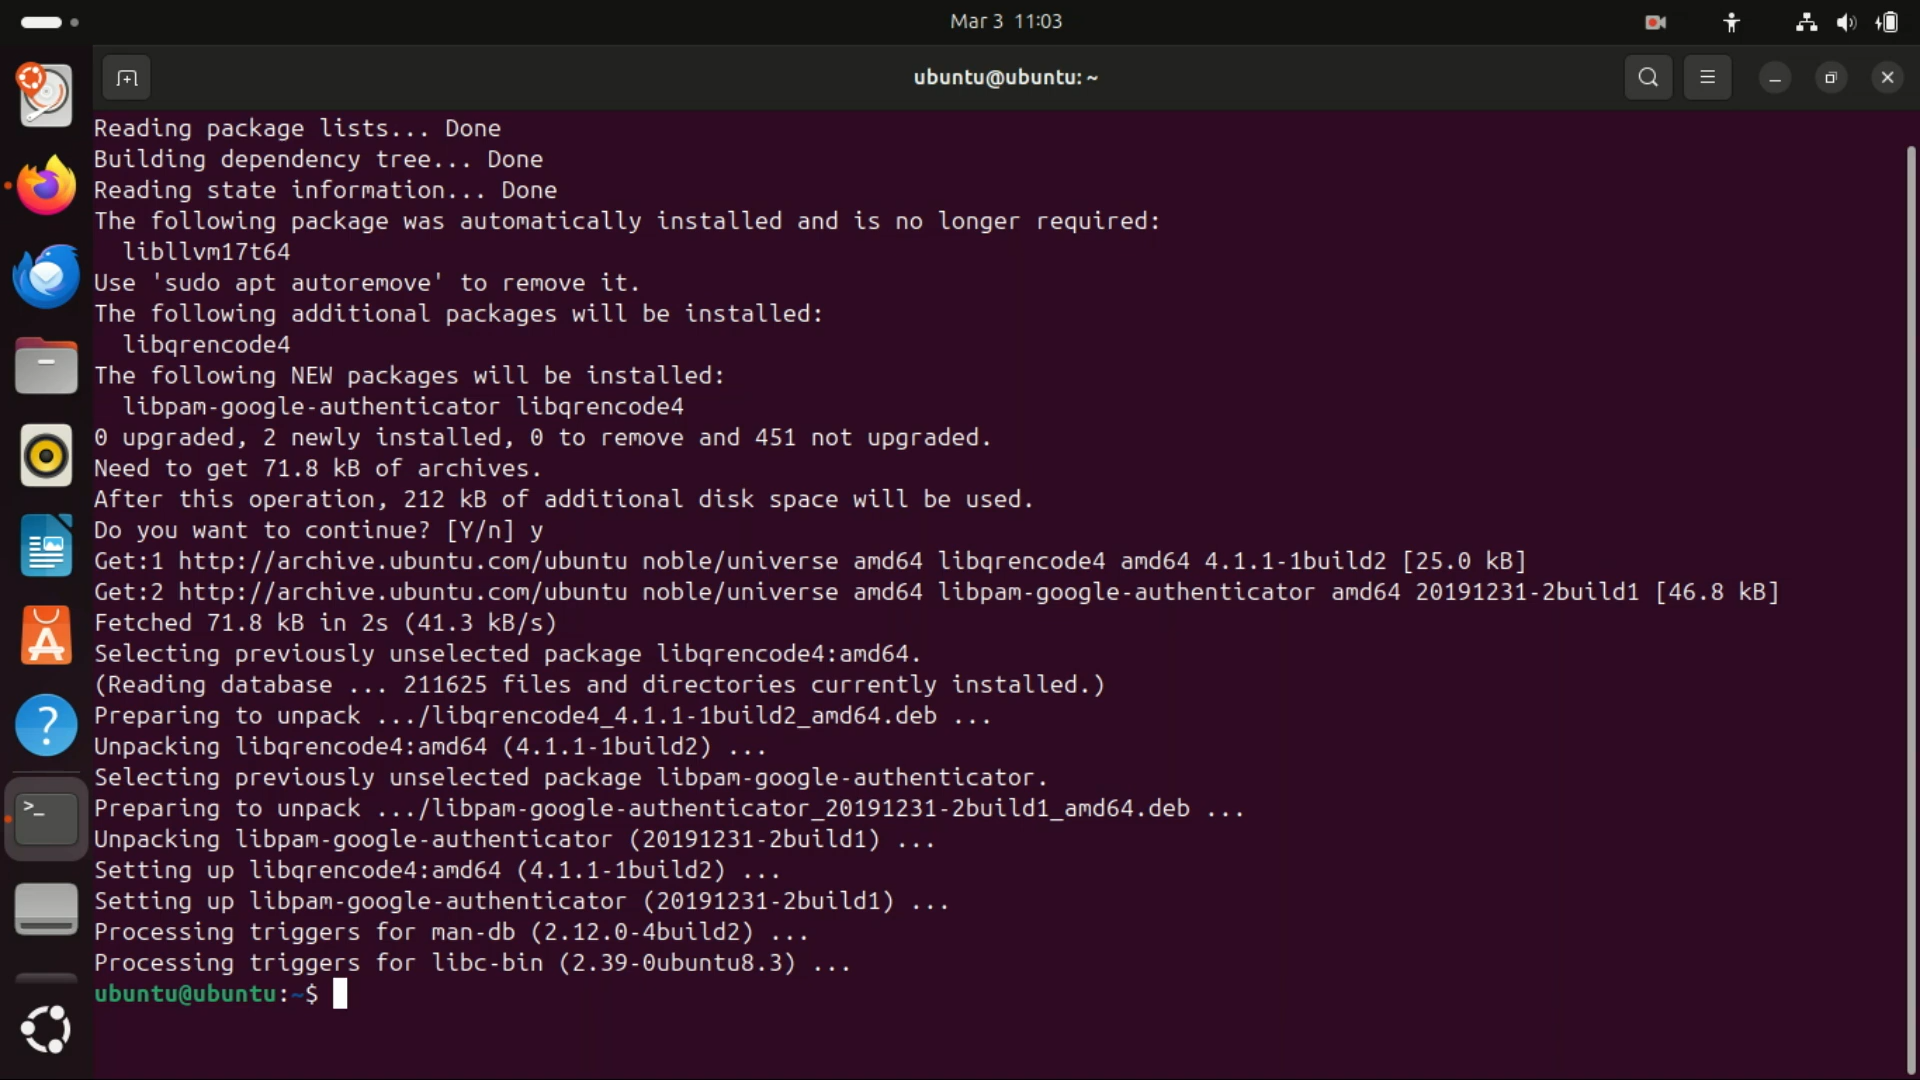 Mar 3 11:03
ubuntu@ubuntu: ~
Reading package lists... Done
Building dependency tree... Done
Reading state information... Done
The following package was automatically installed and is no longer required:
  libllvm17t64
Use 'sudo apt autoremove' to remove it.
The following additional packages will be installed:
  libqrencode4
The following NEW packages will be installed:
  libpam-google-authenticator libqrencode4
0 upgraded, 2 newly installed, 0 to remove and 451 not upgraded.
Need to get 71.8 kB of archives.
After this operation, 212 kB of additional disk space will be used.
Do you want to continue? [Y/n] y
Get:1 http://archive.ubuntu.com/ubuntu noble/universe amd64 libqrencode4 amd64 4.1.1-1build2 [25.0 kB]
Get:2 http://archive.ubuntu.com/ubuntu noble/universe amd64 libpam-google-authenticator amd64 20191231-2build1 [46.8 kB]
Fetched 71.8 kB in 2s (41.3 kB/s)
Selecting previously unselected package libqrencode4:amd64.
(Reading database ... 211625 files and directories currently installed.)
Preparing to unpack .../libqrencode4_4.1.1-1build2_amd64.deb ...
Unpacking libqrencode4:amd64 (4.1.1-1build2) ...
Selecting previously unselected package libpam-google-authenticator.
Preparing to unpack .../libpam-google-authenticator_20191231-2build1_amd64.deb ...
Unpacking libpam-google-authenticator (20191231-2build1) ...
Setting up libqrencode4:amd64 (4.1.1-1build2) ...
Setting up libpam-google-authenticator (20191231-2build1) ...
Processing triggers for man-db (2.12.0-4build2) ...
Processing triggers for libc-bin (2.39-0ubuntu8.3) ...
ubuntu@ubuntu:~$